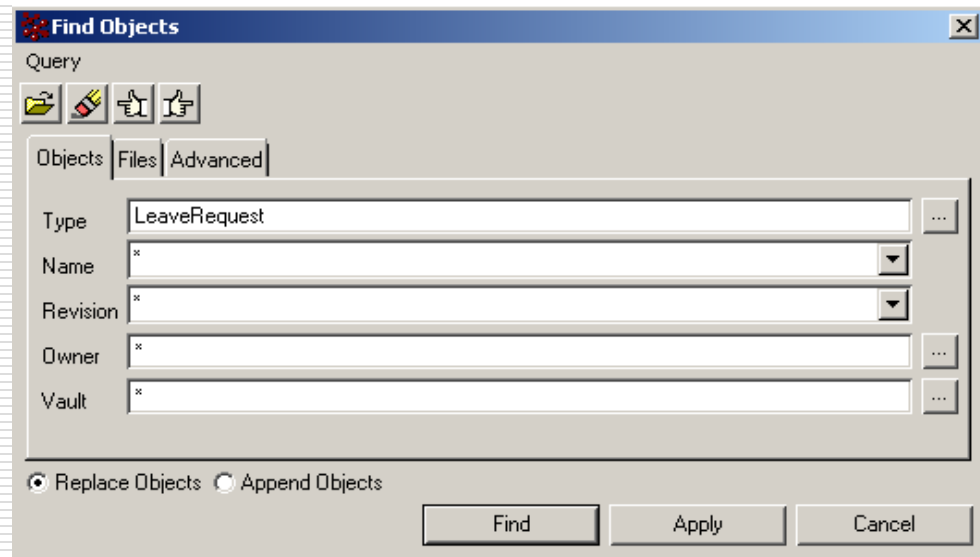 Find Objects
Query
Objects Files Advanced
Type LeaveRequest ...
Name *
Revision *
Owner * ...
Vault * ...
Replace Objects Append Objects
Find Apply Cancel